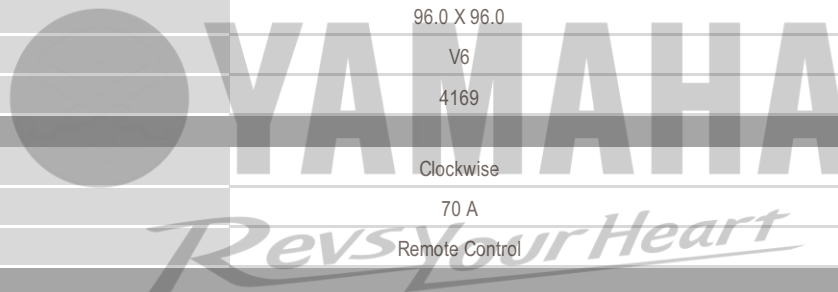 96.0 X 96.0
YAMAHA
V6
4169
Clockwise
70 A
Revs Your Heart
Remote Control